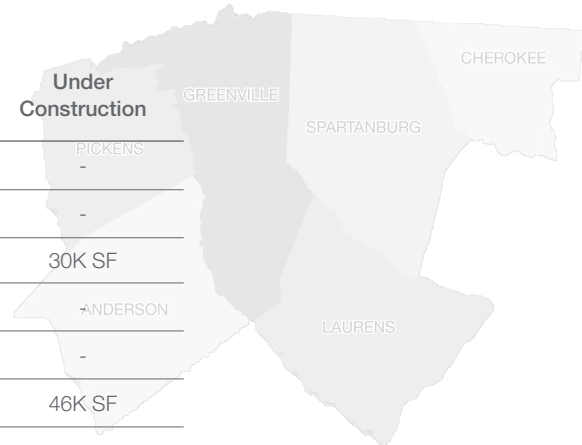 Under
Construction
CHEROKEE
GREENVILLE
SPARTANBURG
PICKENS
-
-
30K SF
-
ANDERSON
LAURENS
-
46K SF